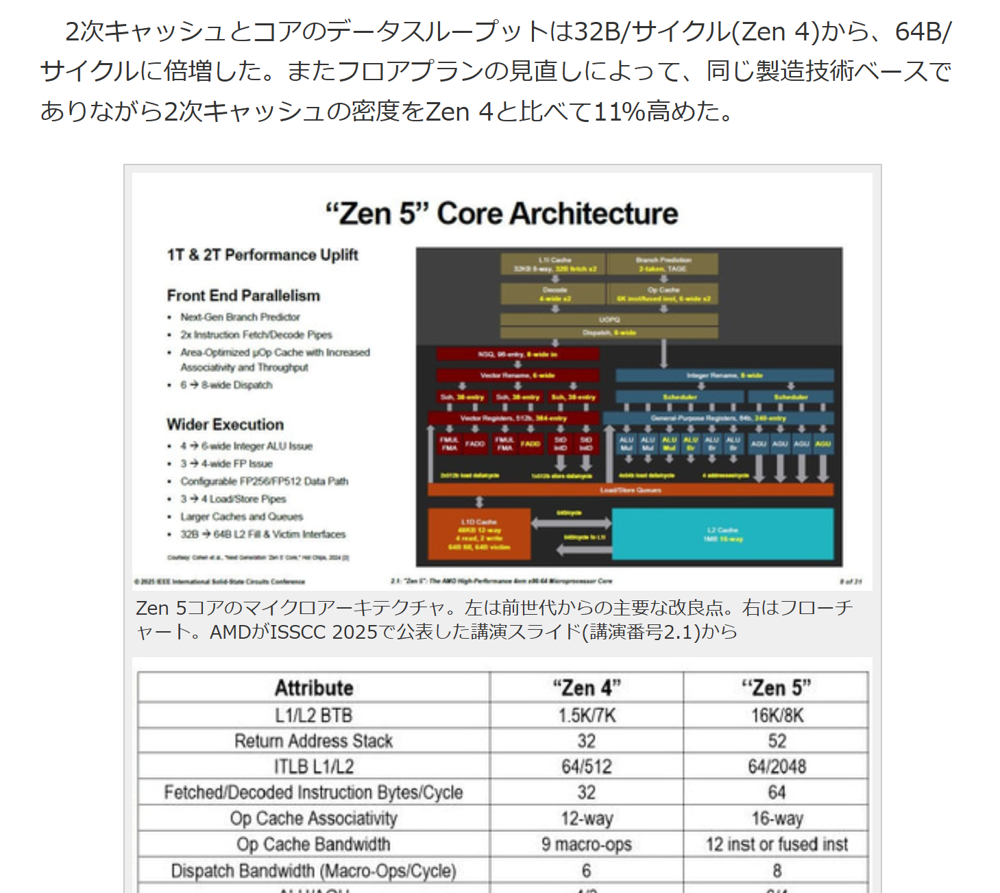 2次キャッシュとコアのデータスループットは32B/サイクル(Zen 4)から、64B/
サイクルに倍増した。またフロアプランの見直しによって、同じ製造技術ベースで
ありながら2次キャッシュの密度をZen 4と比べて11%高めた。
“Zen 5” Core Architecture
1T & 2T Performance Uplift
Front End Parallelism
• Next-Gen Branch Predictor
• 2x Instruction Fetch/Decode Pipes
• Area-Optimized μOp Cache with Increased
Associativity and Throughput
• 6 → 8-wide Dispatch
Wider Execution
• 4 → 6-wide Integer ALU Issue
• 3 → 4-wide FP Issue
• Configurable FP256/FP512 Data Path
• 3 → 4 Load/Store Pipes
• Larger Caches and Queues
• 32B → 64B L2 Fill & Victim Interfaces
Courtesy: Cohen et al., "Next Generation 'Zen 5' Core," Hot Chips, 2024 [2]
L1I Cache
32KB 8-way, 32B fetch x2
Branch Prediction
2-taken, TAGE
Decode
4-wide x2
Op Cache
6K inst/fused inst, 6-wide x2
UOPQ
Dispatch, 8-wide
NSQ, 96-entry, 8-wide in
Vector Rename, 6-wide
Integer Rename, 8-wide
Sch, 38-entry
Sch, 38-entry
Sch, 38-entry
Scheduler
Scheduler
Vector Registers, 512b, 384-entry
General-Purpose Registers, 64b, 240-entry
FMUL
FMA
FADD
FMUL
FMA
FADD
StD
IntD
StD
IntD
ALU
Mul
ALU
Mul
ALU
Mul
ALU
Br
ALU
Br
ALU
Br
AGU
AGU
AGU
AGU
2x512b load data/cycle
1x512b store data/cycle
4x64b load data/cycle
4 addresses/cycle
Load/Store Queues
L1D Cache
48KB 12-way
4 read, 2 write
64B fill, 64B victim
64B/cycle
64B/cycle to L1I
L2 Cache
1MB 16-way
© 2025 IEEE International Solid-State Circuits Conference
2.1: "Zen 5": The AMD High-Performance 4nm x86-64 Microprocessor Core
8 of 31
Zen 5コアのマイクロアーキテクチャ。左は前世代からの主要な改良点。右はフローチ
ャート。AMDがISSCC 2025で公表した講演スライド(講演番号2.1)から
Attribute “Zen 4” “Zen 5”
L1/L2 BTB 1.5K/7K 16K/8K
Return Address Stack 32 52
ITLB L1/L2 64/512 64/2048
Fetched/Decoded Instruction Bytes/Cycle 32 64
Op Cache Associativity 12-way 16-way
Op Cache Bandwidth 9 macro-ops 12 inst or fused inst
Dispatch Bandwidth (Macro-Ops/Cycle) 6 8